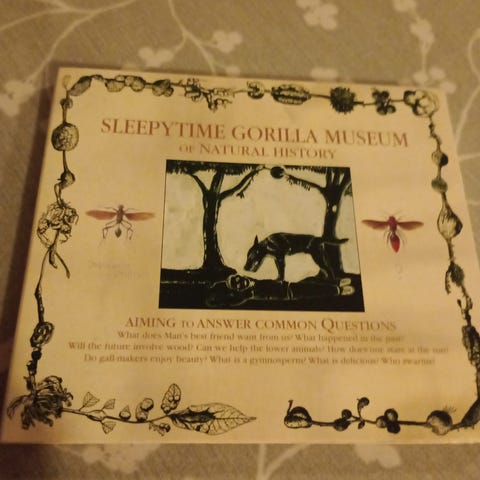 SLEEPYTIME GORILLA MUSEUM
OF NATURAL HISTORY
AIMING TO ANSWER COMMON QUESTIONS
What does Man's best friend want from us? What happened in the past?
Will the future involve wood? Can we help the lower animals? How does one stare at the sun?
Do gall-makers enjoy beauty? What is a gymnosperm? What is delicious? Who swarms?